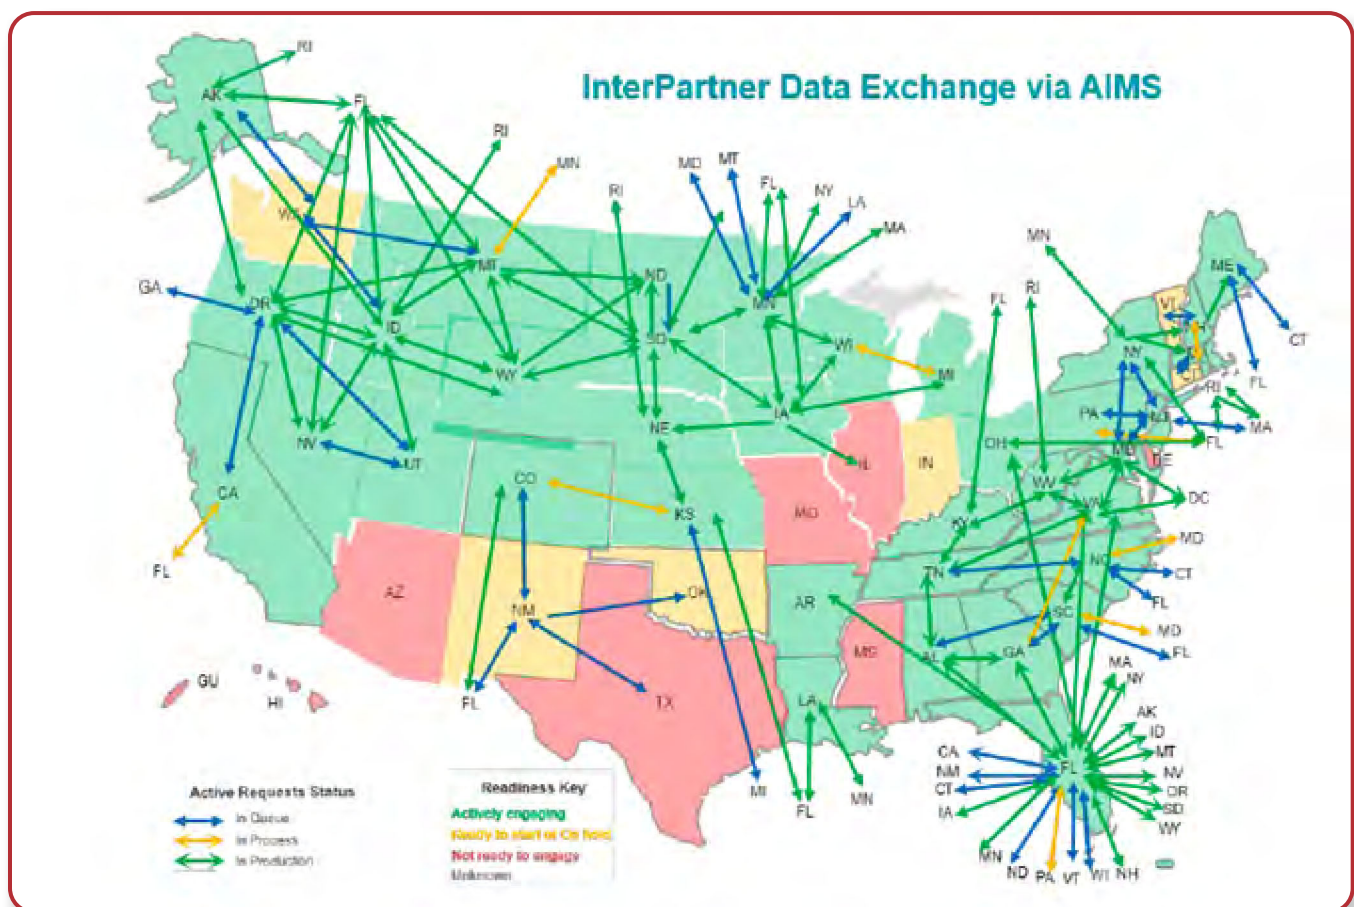 InterPartner Data Exchange via AIMS
RI
AK
FL
RI
MN
RI
MD
MT
FL
NY
LA
MA
MN
FL
RI
ME
CT
FL
GA
OR
ID
MT
ND
SD
WY
MN
WI
MI
IA
NE
NV
UT
CA
FL
CO
KS
IL
IN
MO
OH
WV
KY
VA
DC
NY
PA
NJ
MD
DE
RI
MA
FL
MD
CT
FL
NC
TN
SC
MD
FL
AZ
NM
OK
AR
MS
AL
GA
TX
LA
FL
MI
FL
MN
GU
HI
MA
NY
AK
ID
MT
NV
OR
SD
WY
CA
NM
CT
IA
FL
MN
ND
PA
VT
WI
NH
Active Requests Status
In Queue
In Process
In Production
Readiness Key
Actively engaging
Ready to start or On hold
Not ready to engage
Unknown